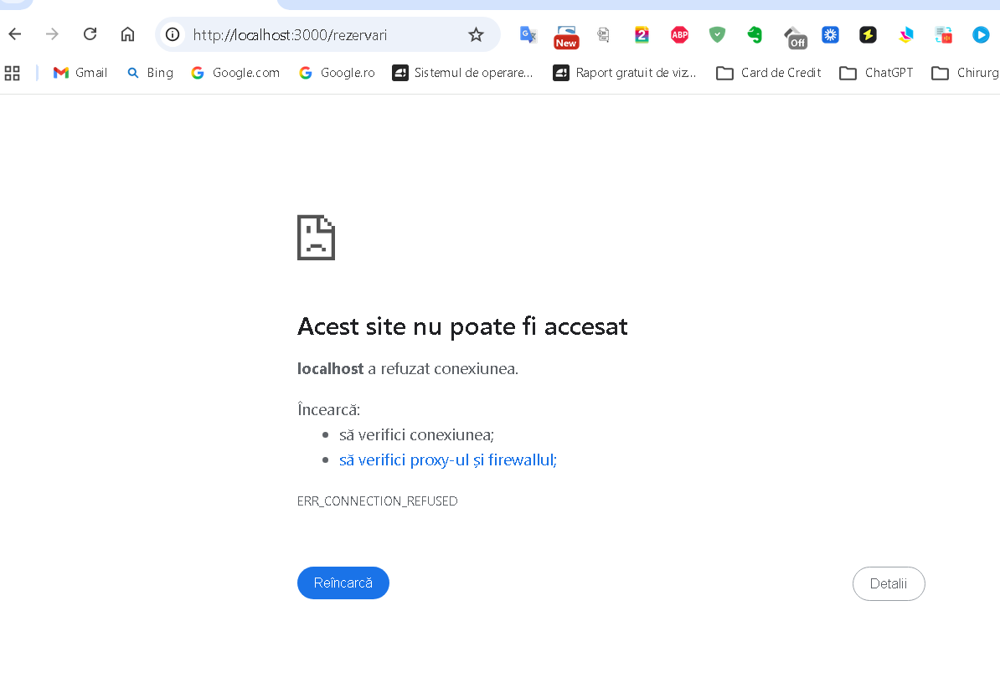 http://localhost:3000/rezervari
New
2
ABP
Off
Gmail Bing Google.com Google.ro Sistemul de operare... Raport gratuit de viz... Card de Credit ChatGPT Chirurg
Acest site nu poate fi accesat
localhost a refuzat conexiunea.
Încearcă:
să verifici conexiunea;
să verifici proxy-ul și firewallul;
ERR_CONNECTION_REFUSED
Reîncarcă Detalii